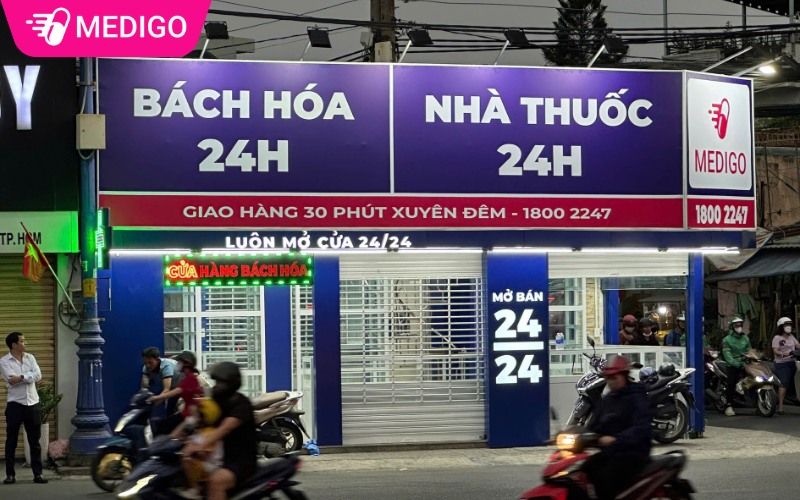 MEDIGO
BÁCH HÓA
24H
NHÀ THUỐC
24H
MEDIGO
GIAO HÀNG 30 PHÚT XUYÊN ĐÊM - 1800 2247
1800 2247
LUÔN MỞ CỬA 24/24
CỬA HÀNG BÁCH HÓA
MỞ BÁN
24
24
TP.HCM